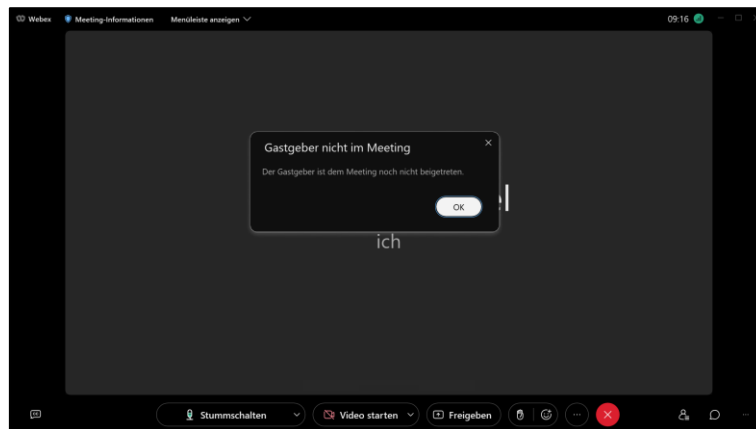 Webex Meeting-Informationen Menüleiste anzeigen 09:16
Gastgeber nicht im Meeting
Der Gastgeber ist dem Meeting noch nicht beigetreten.
OK
ich
Stummschalten Video starten Freigeben